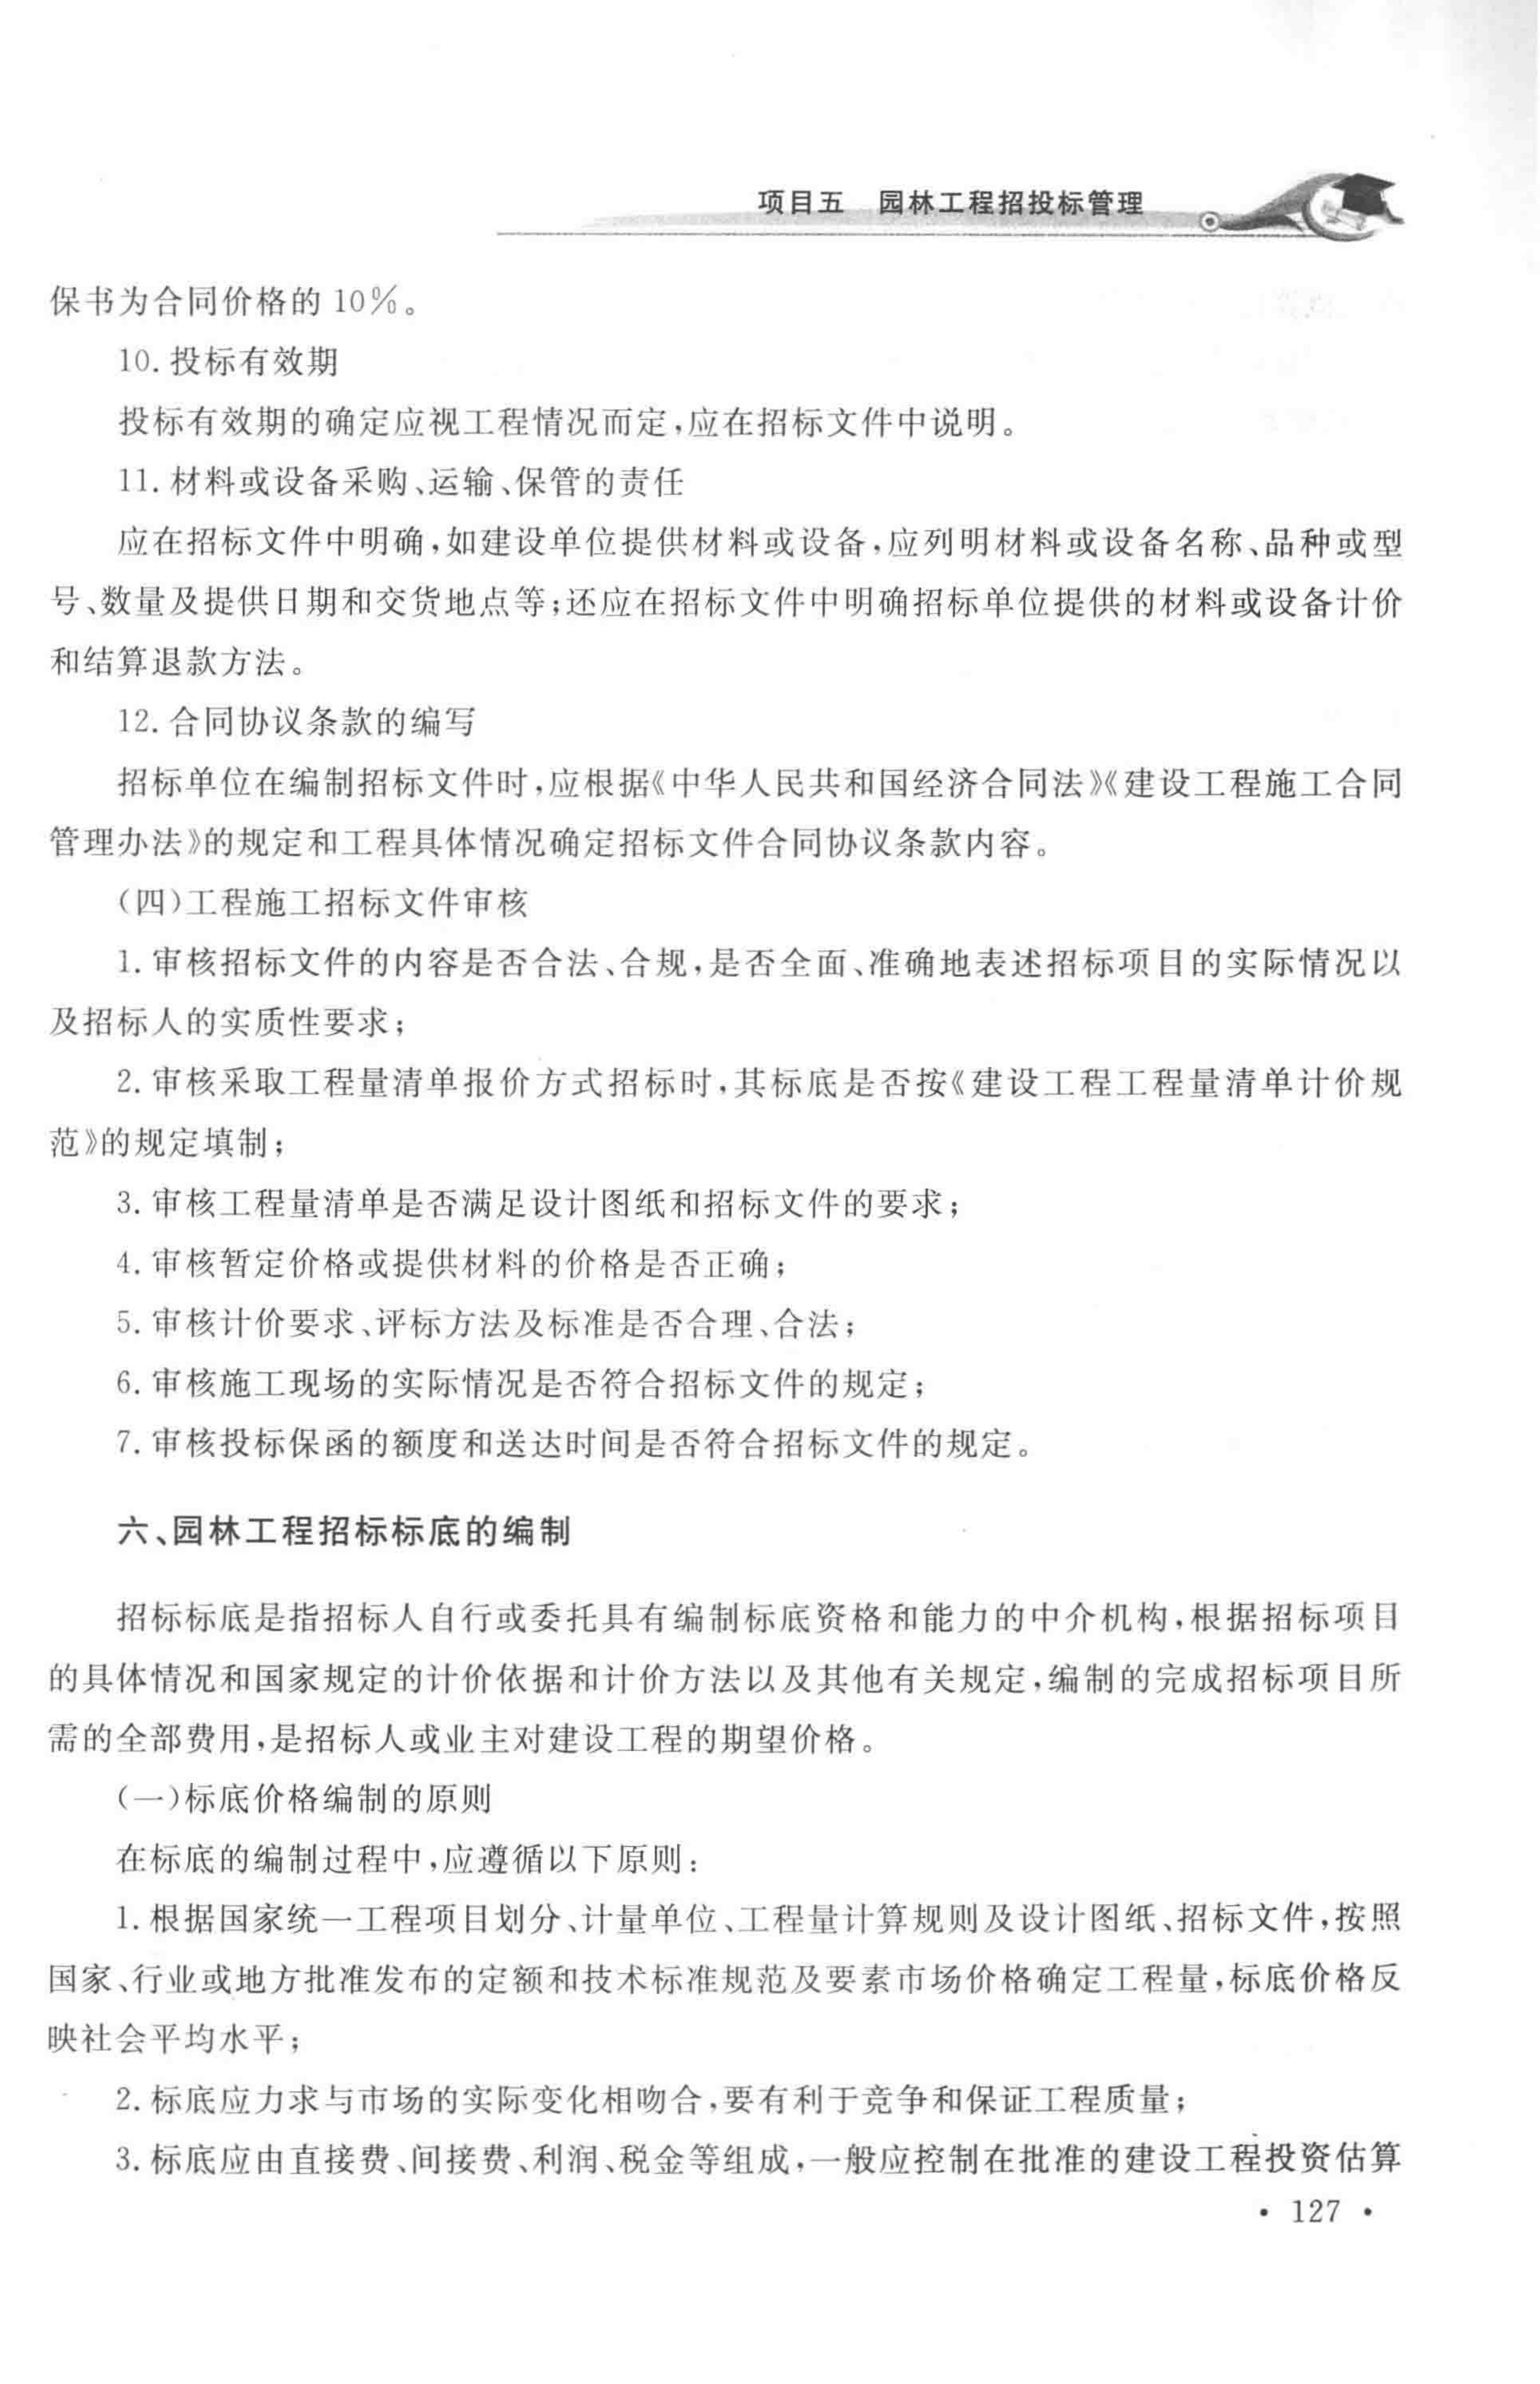 项目五 园林工程招投标管理
保书为合同价格的 10%。
10. 投标有效期
投标有效期的确定应视工程情况而定,应在招标文件中说明。
11. 材料或设备采购、运输、保管的责任
应在招标文件中明确,如建设单位提供材料或设备,应列明材料或设备名称、品种或型
号、数量及提供日期和交货地点等;还应在招标文件中明确招标单位提供的材料或设备计价
和结算退款方法。
12. 合同协议条款的编写
招标单位在编制招标文件时,应根据《中华人民共和国经济合同法》《建设工程施工合同
管理办法》的规定和工程具体情况确定招标文件合同协议条款内容。
(四)工程施工招标文件审核
1. 审核招标文件的内容是否合法、合规,是否全面、准确地表述招标项目的实际情况以
及招标人的实质性要求;
2. 审核采取工程量清单报价方式招标时,其标底是否按《建设工程工程量清单计价规
范》的规定填制;
3. 审核工程量清单是否满足设计图纸和招标文件的要求;
4. 审核暂定价格或提供材料的价格是否正确;
5. 审核计价要求、评标方法及标准是否合理、合法;
6. 审核施工现场的实际情况是否符合招标文件的规定;
7. 审核投标保函的额度和送达时间是否符合招标文件的规定。
六、园林工程招标标底的编制
招标标底是指招标人自行或委托具有编制标底资格和能力的中介机构,根据招标项目
的具体情况和国家规定的计价依据和计价方法以及其他有关规定,编制的完成招标项目所
需的全部费用,是招标人或业主对建设工程的期望价格。
(一)标底价格编制的原则
在标底的编制过程中,应遵循以下原则:
1. 根据国家统一工程项目划分、计量单位、工程量计算规则及设计图纸、招标文件,按照
国家、行业或地方批准发布的定额和技术标准规范及要素市场价格确定工程量,标底价格反
映社会平均水平;
2. 标底应力求与市场的实际变化相吻合,要有利于竞争和保证工程质量;
3. 标底应由直接费、间接费、利润、税金等组成,一般应控制在批准的建设工程投资估算
· 127 ·